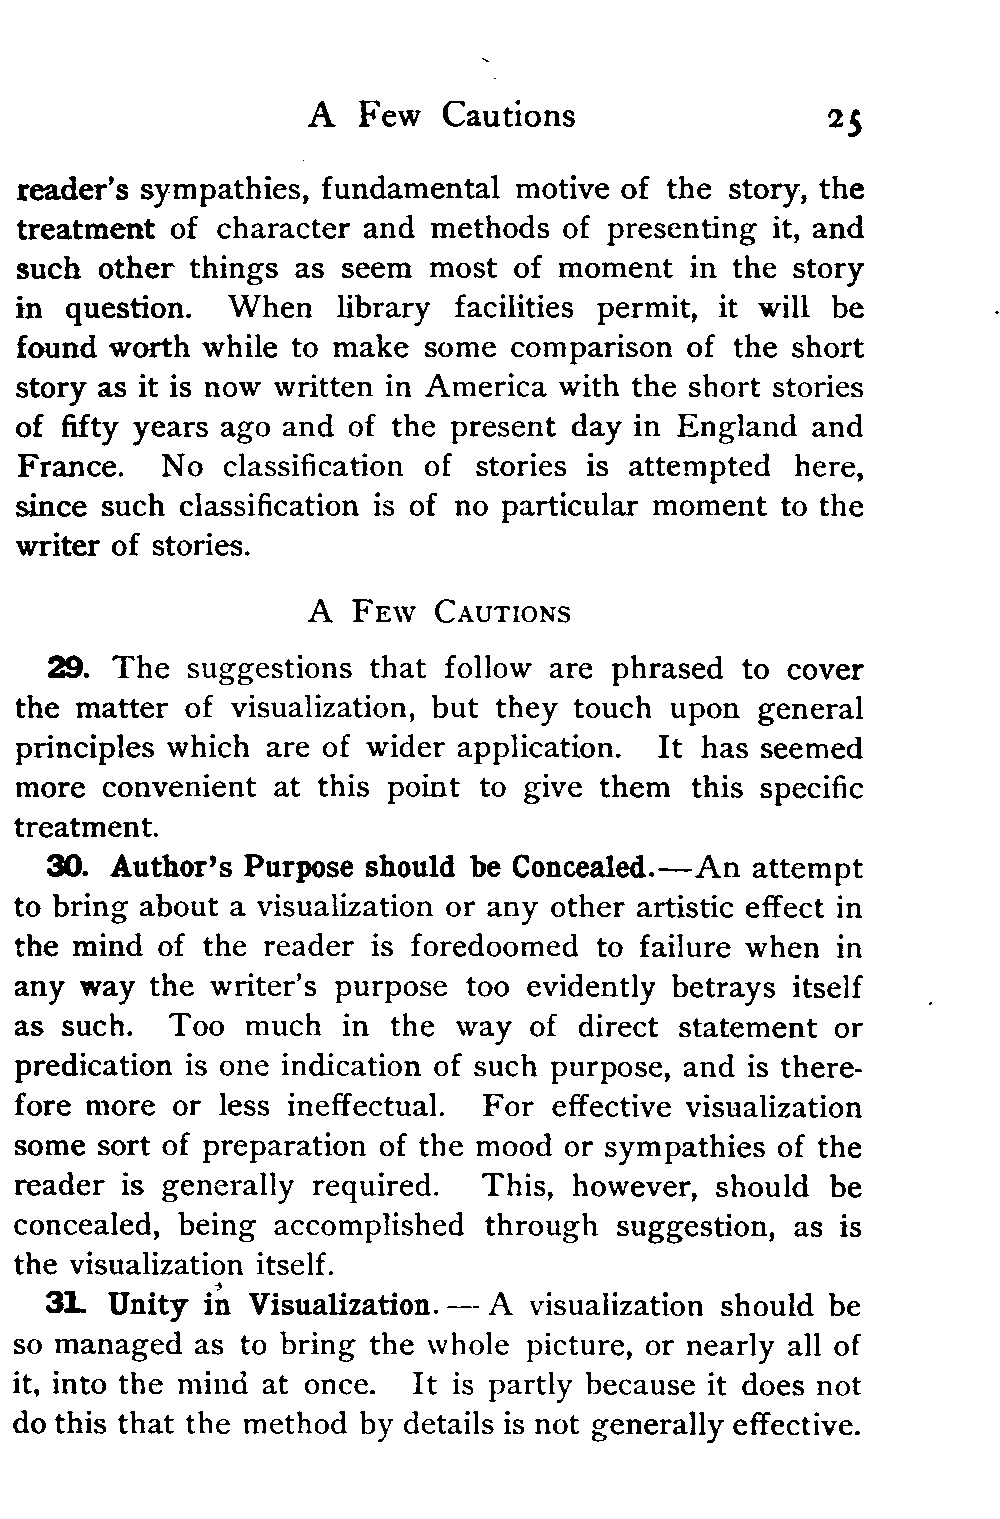 A Few Cautions 25
reader's sympathies, fundamental motive of the story, the
treatment of character and methods of presenting it, and
such other things as seem most of moment in the story
in question. When library facilities permit, it will be
found worth while to make some comparison of the short
story as it is now written in America with the short stories
of fifty years ago and of the present day in England and
France. No classification of stories is attempted here,
since such classification is of no particular moment to the
writer of stories.
A FEW CAUTIONS
29. The suggestions that follow are phrased to cover
the matter of visualization, but they touch upon general
principles which are of wider application. It has seemed
more convenient at this point to give them this specific
treatment.
30. Author's Purpose should be Concealed.—An attempt
to bring about a visualization or any other artistic effect in
the mind of the reader is foredoomed to failure when in
any way the writer's purpose too evidently betrays itself
as such. Too much in the way of direct statement or
predication is one indication of such purpose, and is there-
fore more or less ineffectual. For effective visualization
some sort of preparation of the mood or sympathies of the
reader is generally required. This, however, should be
concealed, being accomplished through suggestion, as is
the visualization itself.
31. Unity in Visualization. — A visualization should be
so managed as to bring the whole picture, or nearly all of
it, into the mind at once. It is partly because it does not
do this that the method by details is not generally effective.